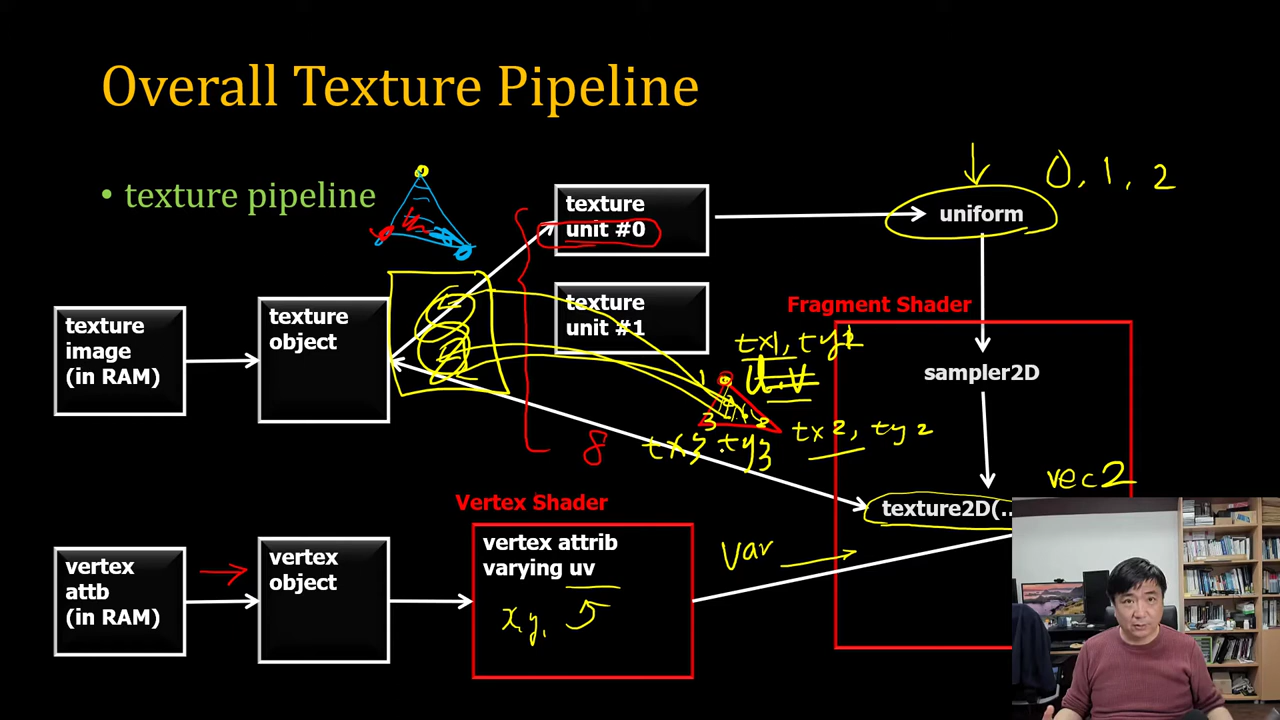 Overall Texture Pipeline
• texture pipeline
texture
unit #0
uniform
0, 1, 2
texture
unit #1
Fragment Shader
texture
image
(in RAM)
texture
object
sampler2D
u.v
tx2, ty2
tx3.ty3
8
vec2
texture2D(..
Vertex Shader
vertex
attb
(in RAM)
vertex
object
vertex attrib
varying uv
x, y,
var